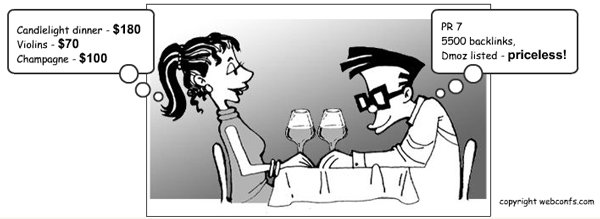 Candlelight dinner - $180
Violins - $70
Champagne - $100
PR 7
5500 backlinks,
Dmoz listed - priceless!
copyright webconfs.com